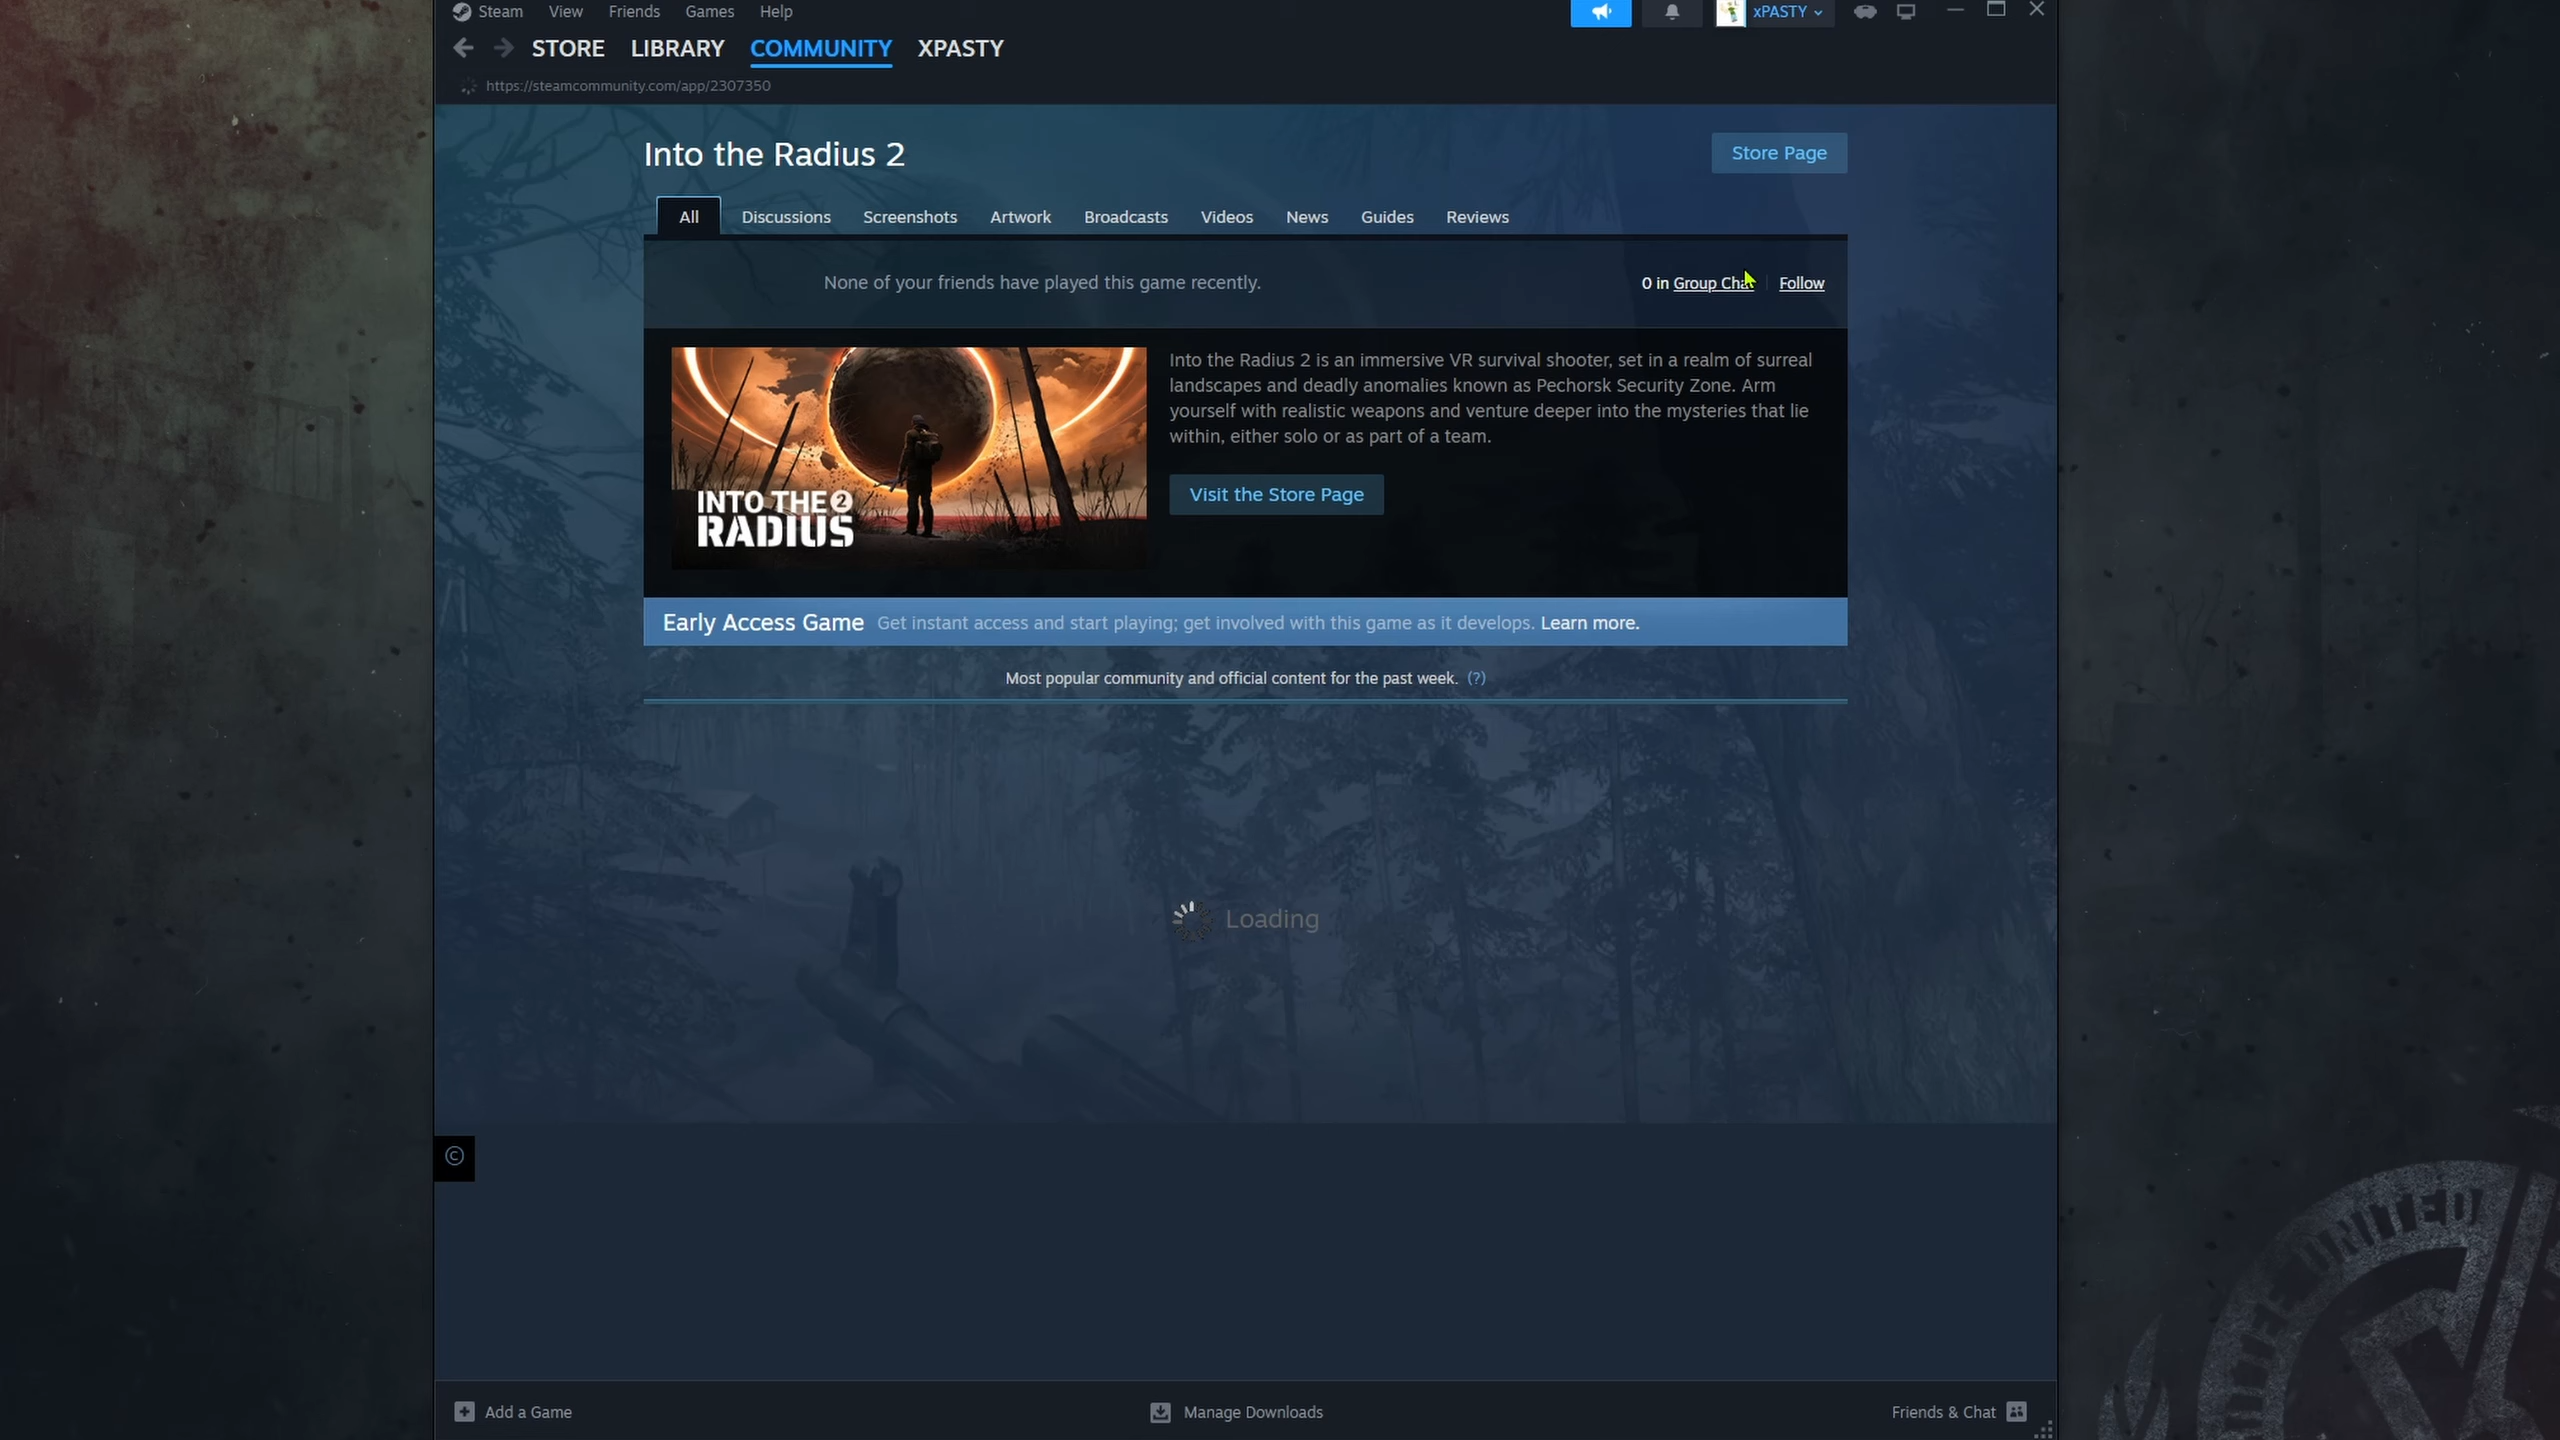 Steam View Friends Games Help xPASTY
STORE LIBRARY COMMUNITY XPASTY
https://steamcommunity.com/app/2307350
Into the Radius 2
Store Page
All Discussions Screenshots Artwork Broadcasts Videos News Guides Reviews
None of your friends have played this game recently.
0 in Group Chat Follow
INTO THE 2
RADIUS
Into the Radius 2 is an immersive VR survival shooter, set in a realm of surreal
landscapes and deadly anomalies known as Pechorsk Security Zone. Arm
yourself with realistic weapons and venture deeper into the mysteries that lie
within, either solo or as part of a team.
Visit the Store Page
Early Access Game Get instant access and start playing; get involved with this game as it develops. Learn more.
Most popular community and official content for the past week. (?)
Loading
©
Add a Game Manage Downloads Friends & Chat